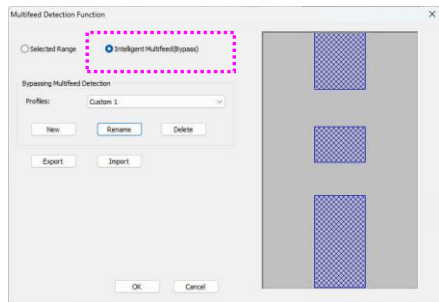 Multifeed Detection Function
Selected Range
Intelligent Multifeed(Bypass)
Bypassing Multifeed Detection
Profiles:
Custom 1
New
Rename
Delete
Export
Import
OK
Cancel